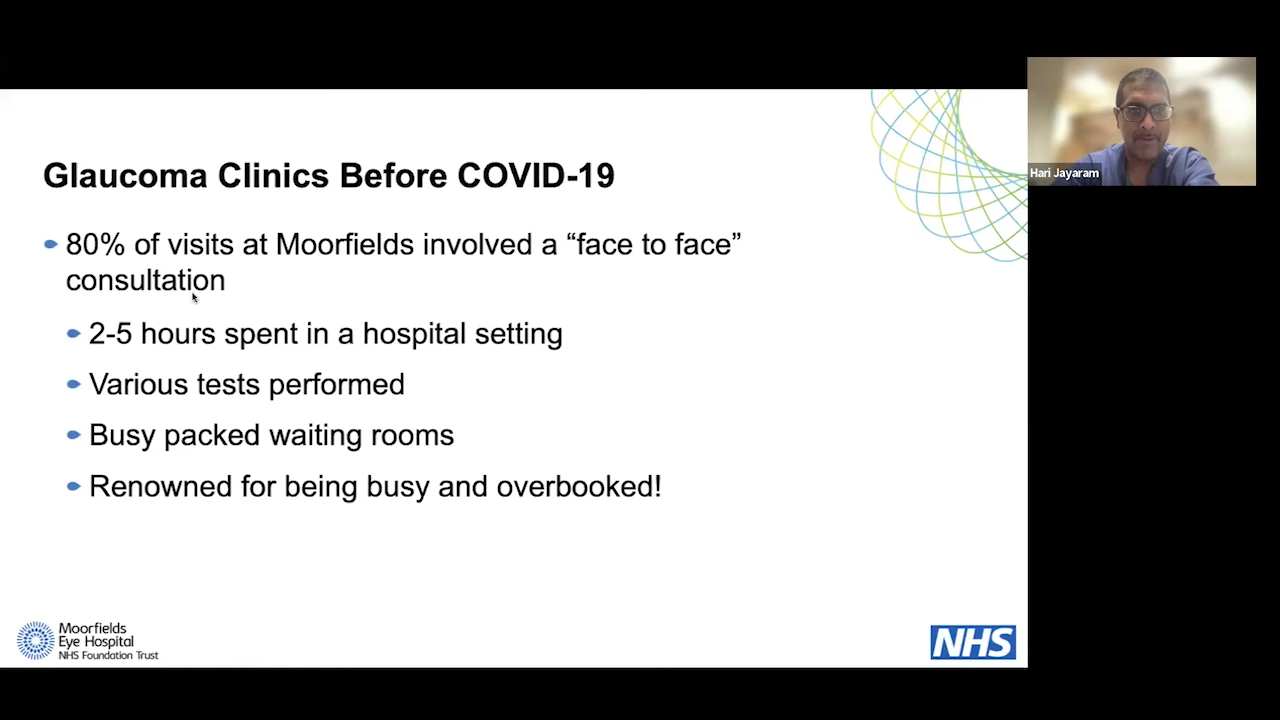 Glaucoma Clinics Before COVID-19
80% of visits at Moorfields involved a “face to face”
consultation
2-5 hours spent in a hospital setting
Various tests performed
Busy packed waiting rooms
Renowned for being busy and overbooked!
Moorfields
Eye Hospital
NHS Foundation Trust
NHS
Hari Jayaram